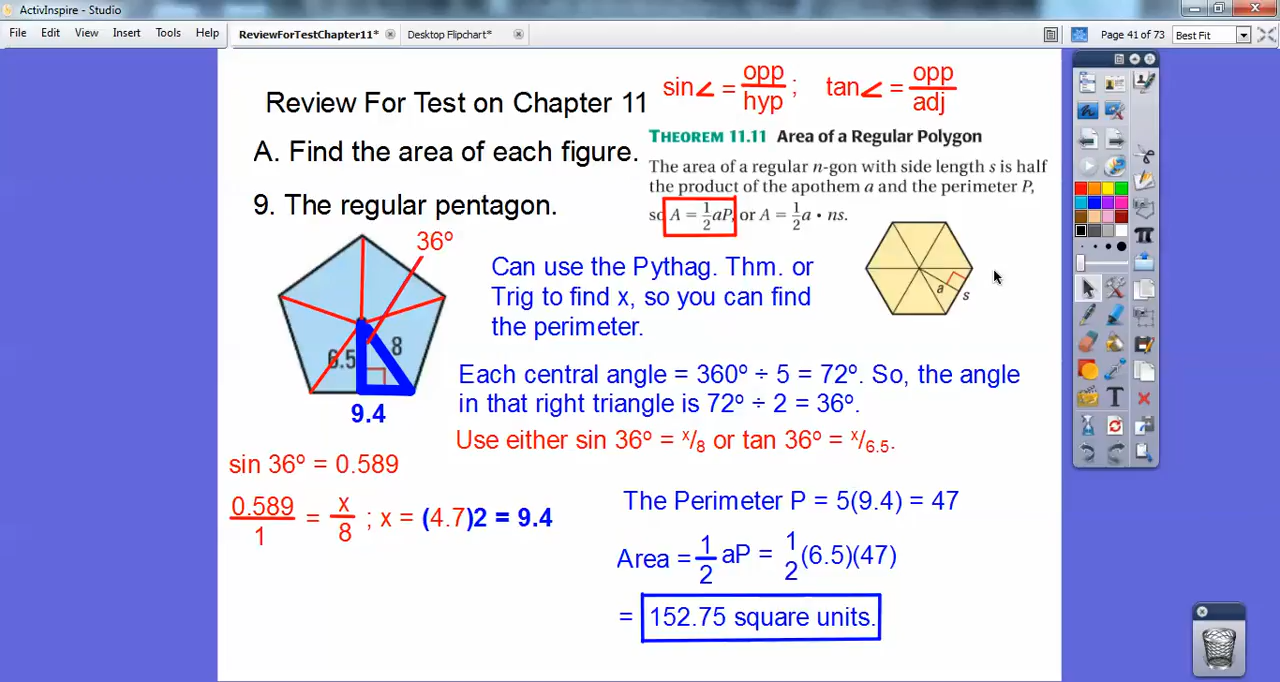 ActivInspire - Studio
File Edit View Insert Tools Help
ReviewForTestChapter11* Desktop Flipchart* Page 41 of 73 Best Fit
Review For Test on Chapter 11
sin∠ = opp/hyp ; tan∠ = opp/adj
THEOREM 11.11 Area of a Regular Polygon
The area of a regular n-gon with side length s is half
the product of the apothem a and the perimeter P,
so A = 1/2 aP, or A = 1/2 a • ns.
A. Find the area of each figure.
9. The regular pentagon.
36º
8
6.5
9.4
a
s
Can use the Pythag. Thm. or
Trig to find x, so you can find
the perimeter.
Each central angle = 360º ÷ 5 = 72º. So, the angle
in that right triangle is 72º ÷ 2 = 36º.
Use either sin 36º = x/8 or tan 36º = x/6.5.
sin 36º = 0.589
0.589/1 = x/8 ; x = (4.7)2 = 9.4
The Perimeter P = 5(9.4) = 47
Area = 1/2 aP = 1/2 (6.5)(47)
= 152.75 square units.